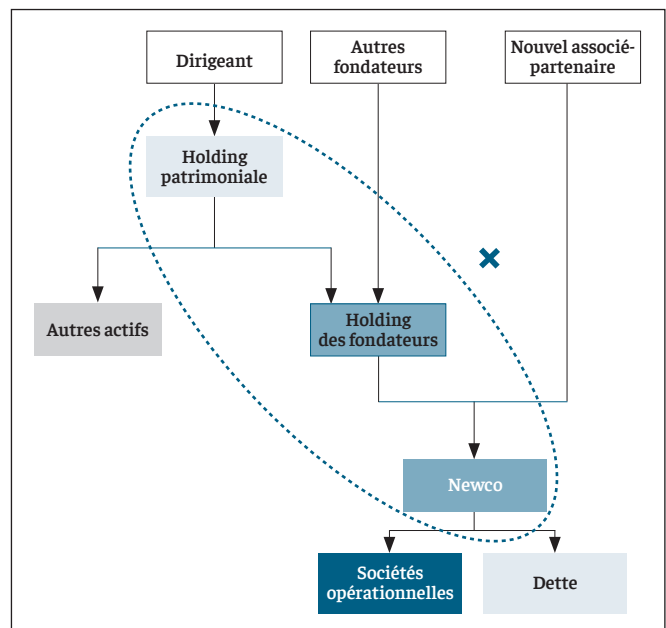 Dirigeant
Autres
fondateurs
Nouvel associé-
partenaire
Holding
patrimoniale
Autres actifs
Holding
des fondateurs
Newco
Sociétés
opérationnelles
Dette